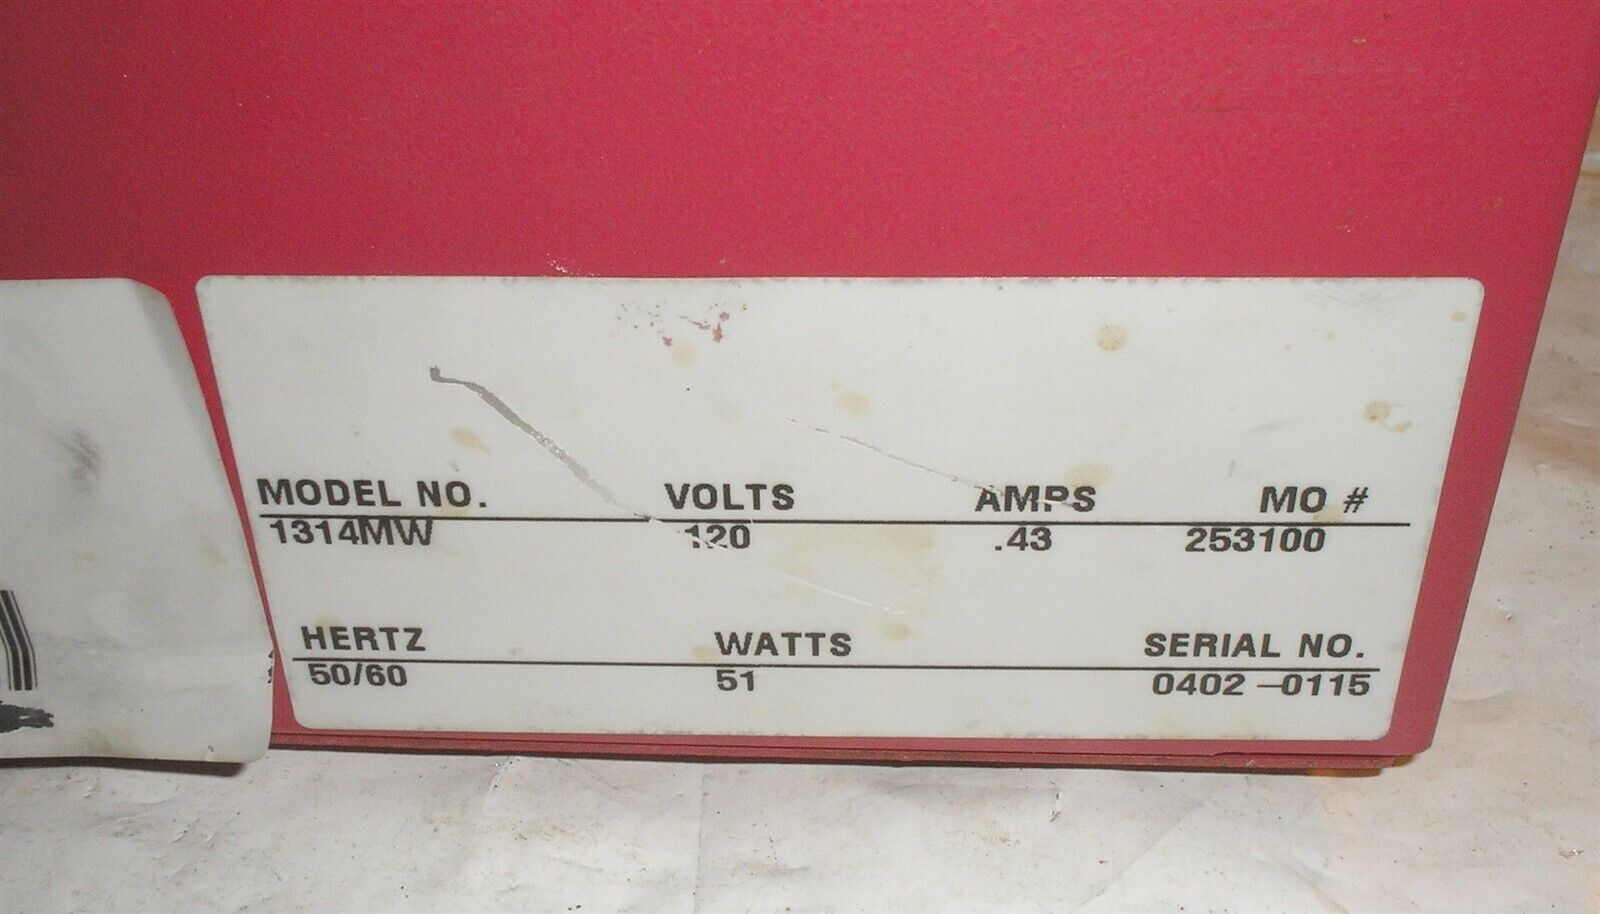 MODEL NO. VOLTS AMPS MO #
1314MW 120 .43 253100
HERTZ WATTS SERIAL NO.
50/60 51 0402 –0115